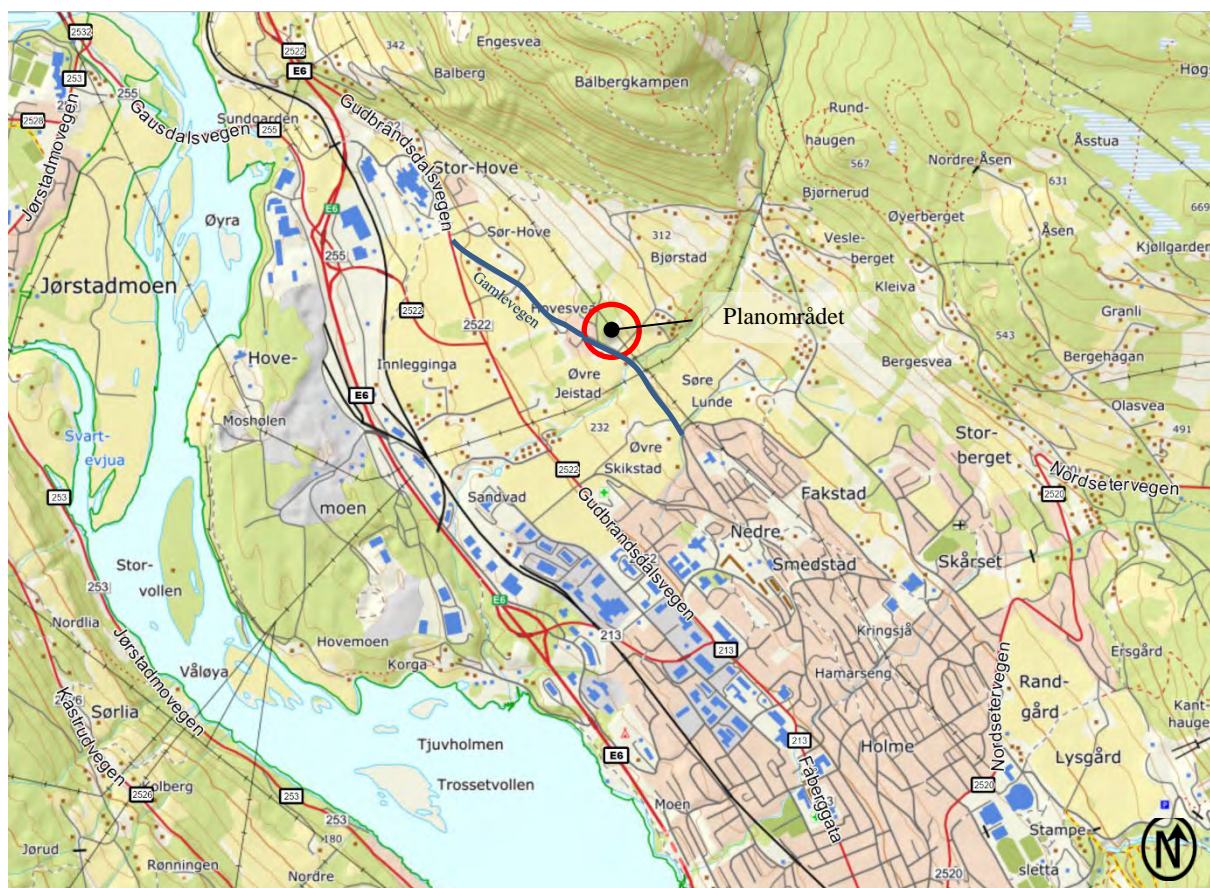 2532
253
255
Gausdalsvegen
255
2528
Jørstadmovegen
Sundgarden
2522
E6
342
Balberg
Engesvea
Balbergkampen
Gudbrandsdalsvegen
Stor-Hove
Rund-
haugen
567
Høg
Åsstua
Nordre Åsen
631
669
Bjørnerud
Øverberget
Åsen
Kjøllgarden
Vesle-
berget
Kleiva
Øyra
E6
255
Sør-Hove
312
Bjørstad
Jørstadmoen
Gamlevegen
Hovesvea
Planområdet
2522
2522
Granli
543
Bergehagan
Bergesvea
Hove-
moen
Innlegginga
Øvre
Jeistad
Søre
Lunde
E6
Moshølen
232
Øvre
Skikstad
Olasvea
491
Stor-
berget
Svart-
evjua
2522
Nordsetervegen
2520
2520
253
Sandvad
Gudbrandsdalsvegen
Fakstad
Nedre
Smedstad
Skårset
Stor-
vollen
253
E6
213
213
Kringsjå
Nordlia
Jørstadmovegen
Hovemoen
Korga
Hamarseng
Ersgård
Våløya
Rand-
gård
Kant-
hauge
Sørlia
Kastrudvegen
Tjuvholmen
Trossetvollen
213
Holme
Nordsetervegen
Lysgård
E6
Kolberg
2526
253
Fåberggata
Moen
2520
P
180
Stampe-
sletta
Jørud
Rønningen
Nordre
2520
N